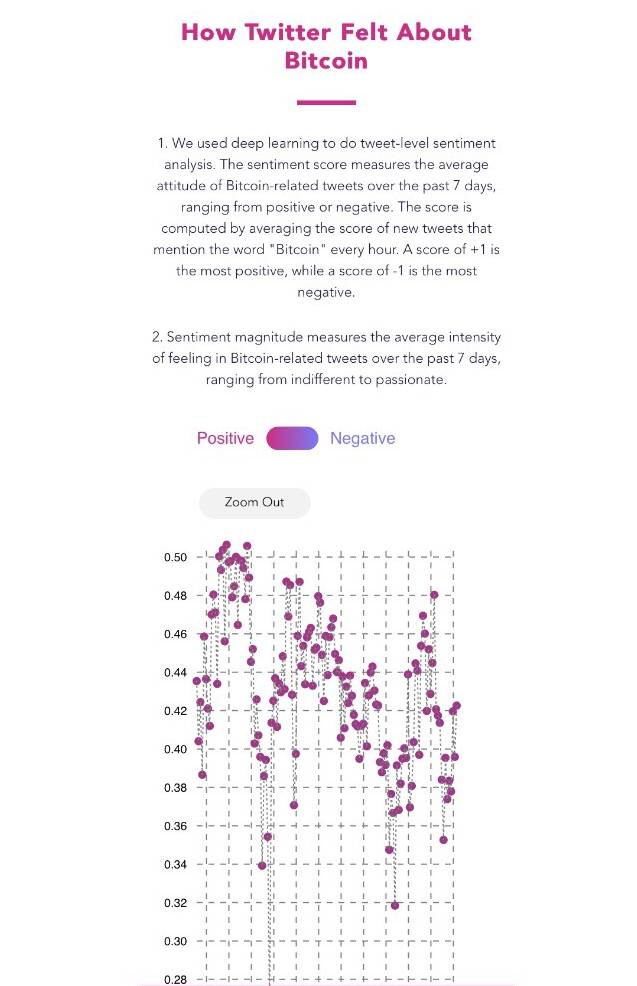 How Twitter Felt About
Bitcoin
1. We used deep learning to do tweet-level sentiment
analysis. The sentiment score measures the average
attitude of Bitcoin-related tweets over the past 7 days,
ranging from positive or negative. The score is
computed by averaging the score of new tweets that
mention the word "Bitcoin" every hour. A score of +1 is
the most positive, while a score of -1 is the most
negative.
2. Sentiment magnitude measures the average intensity
of feeling in Bitcoin-related tweets over the past 7 days,
ranging from indifferent to passionate.
Positive Negative
Zoom Out
0.50
0.48
0.46
0.44
0.42
0.40
0.38
0.36
0.34
0.32
0.30
0.28